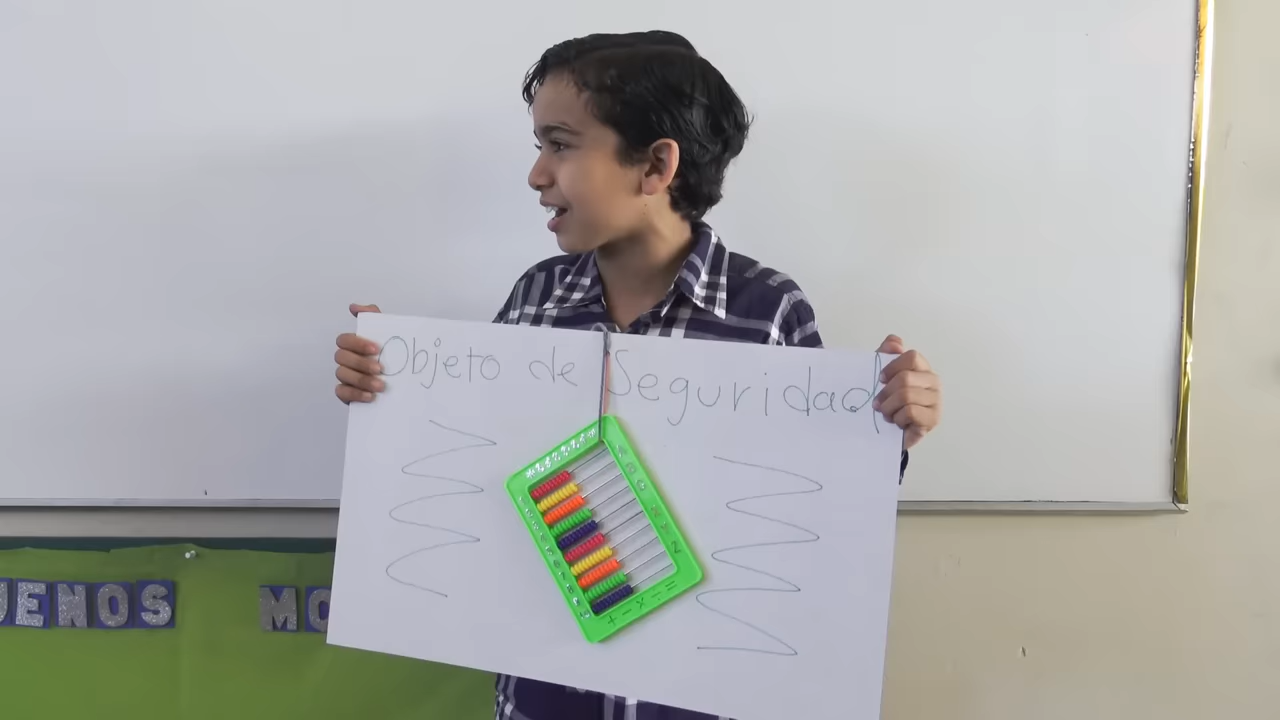 Objeto de Seguridad
+ - × ÷ =
UENOS MO